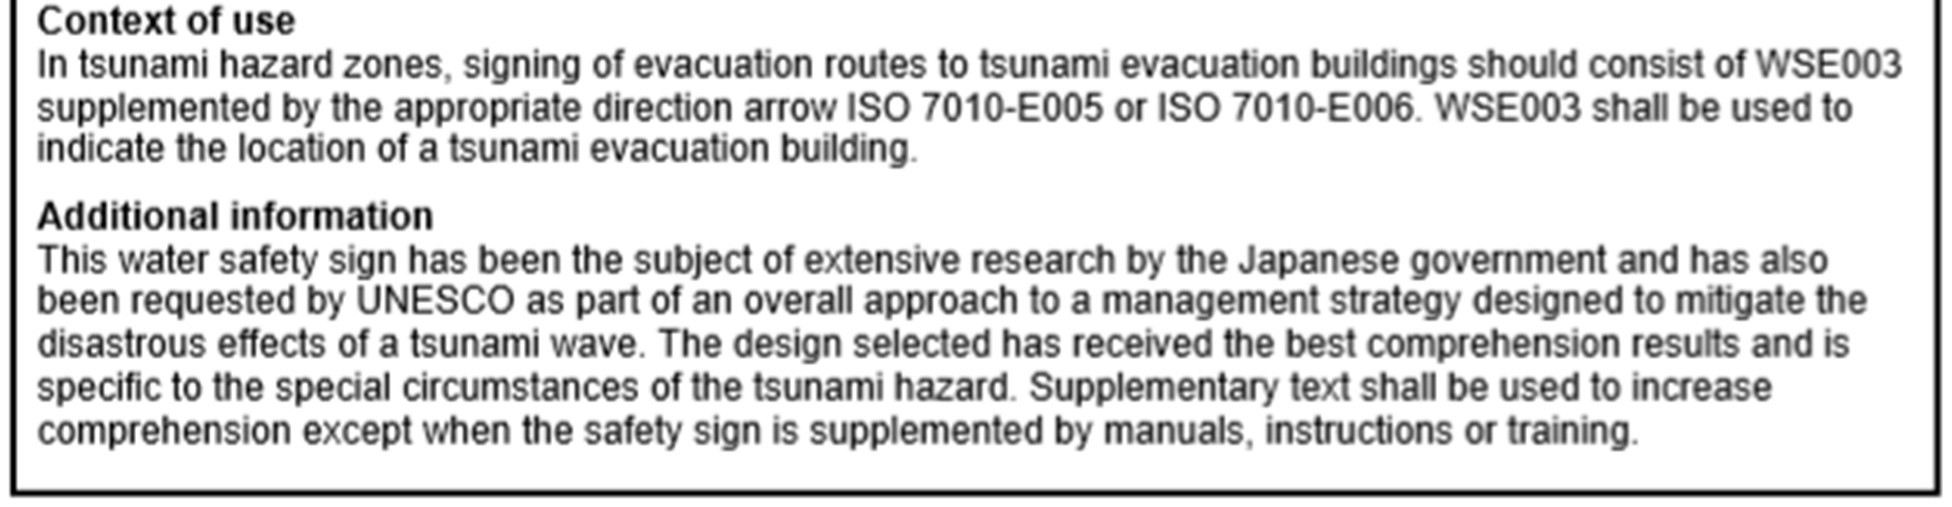 Context of use
In tsunami hazard zones, signing of evacuation routes to tsunami evacuation buildings should consist of WSE003
supplemented by the appropriate direction arrow ISO 7010-E005 or ISO 7010-E006. WSE003 shall be used to
indicate the location of a tsunami evacuation building.
Additional information
This water safety sign has been the subject of extensive research by the Japanese government and has also
been requested by UNESCO as part of an overall approach to a management strategy designed to mitigate the
disastrous effects of a tsunami wave. The design selected has received the best comprehension results and is
specific to the special circumstances of the tsunami hazard. Supplementary text shall be used to increase
comprehension except when the safety sign is supplemented by manuals, instructions or training.